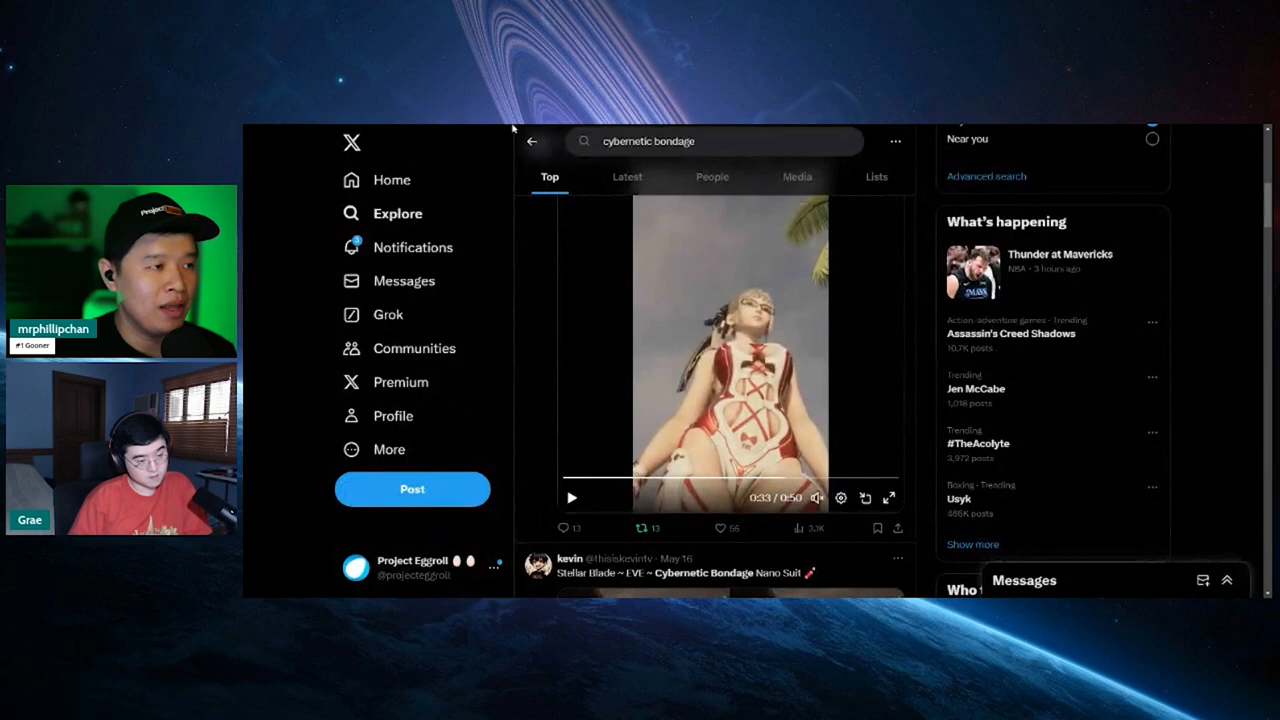 cybernetic bondage
Near you
Home
Top
Latest
People
Media
Lists
Advanced search
Explore
What's happening
Notifications
Thunder at Mavericks
NBA · 3 hours ago
Messages
Grok
Action-adventure games · Trending
Assassin's Creed Shadows
10.7K posts
Communities
Premium
Trending
Jen McCabe
1,018 posts
Profile
Trending
#TheAcolyte
3,972 posts
More
Post
0:33 / 0:50
Boxing · Trending
Usyk
13
13
56
3.1K
Show more
Project Eggroll
@projecteggroll
kevin @thisiskevintv · May 16
Stellar Blade ~ EVE ~ Cybernetic Bondage Nano Suit
Messages
Who
mrphillipchan
#1 Gooner
Grae